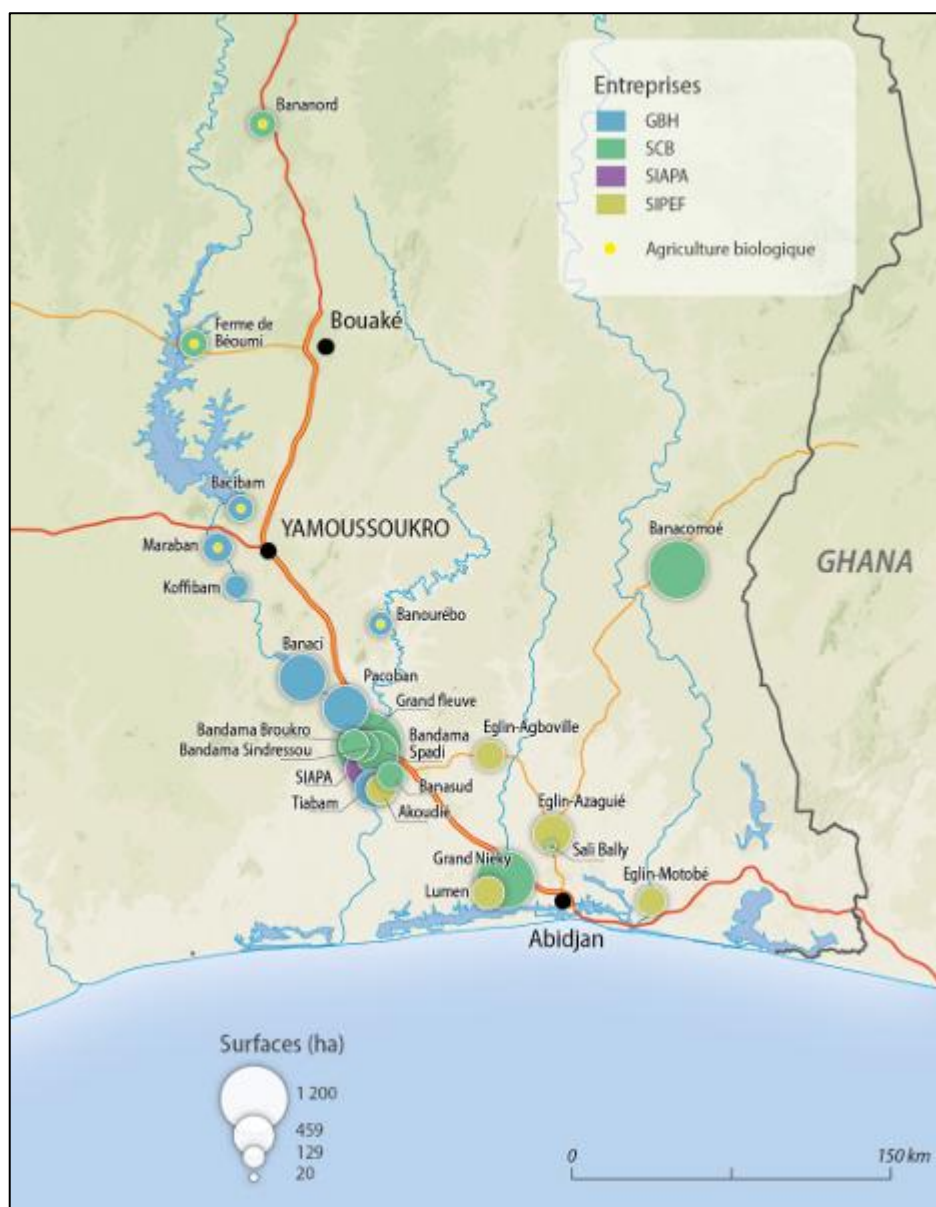 Bananord
Entreprises
GBH
SCB
SIAPA
SIPEF
Agriculture biologique
Ferme de
Béoumi
Bouaké
Bacibam
YAMOUSSOUKRO
Maraban
Koffibam
Banacomoé
GHANA
Banourébo
Banaci
Pacoban
Grand fleuve
Bandama Broukro
Bandama Sindressou
Bandama
Spadi
Eglin-Agboville
SIAPA
Tiabam
Banasud
Akoudié
Eglin-Azaguié
Sali Bally
Grand Niéky
Lumen
Eglin-Motobé
Abidjan
Surfaces (ha)
1 200
459
129
20
0
150 km